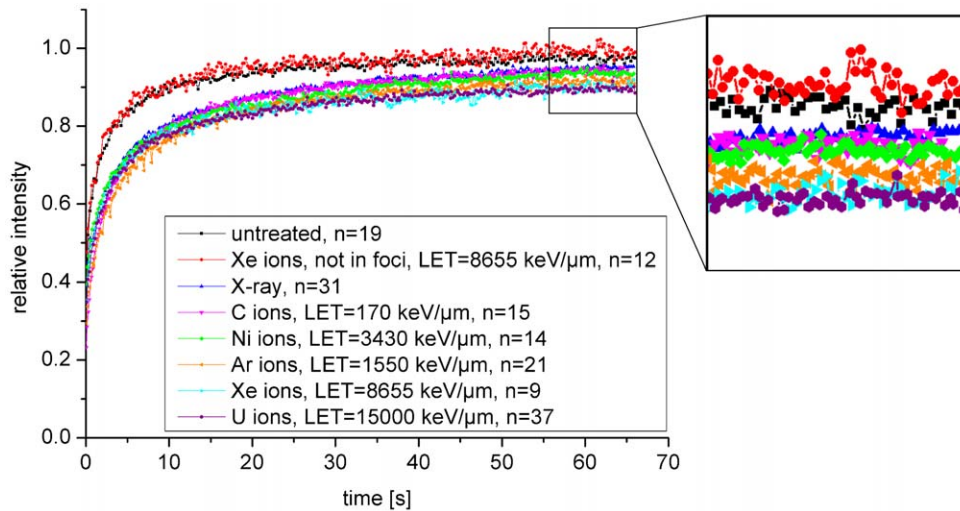 1.0
0.8
0.6
0.4
0.2
0.0
relative intensity
untreated, n=19
Xe ions, not in foci, LET=8655 keV/µm, n=12
X-ray, n=31
C ions, LET=170 keV/µm, n=15
Ni ions, LET=3430 keV/µm, n=14
Ar ions, LET=1550 keV/µm, n=21
Xe ions, LET=8655 keV/µm, n=9
U ions, LET=15000 keV/µm, n=37
0 10 20 30 40 50 60 70
time [s]